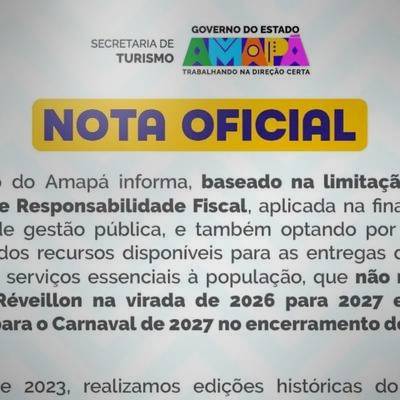 SECRETARIA DE
TURISMO
GOVERNO DO ESTADO
AMAPÁ
TRABALHANDO NA DIREÇÃO CERTA
NOTA OFICIAL
do Amapá informa, baseado na
Responsabilidade Fiscal, aplicada na
de gestão pública, e também optando por
dos recursos disponíveis para as entregas
serviços essenciais à população, que não
Réveillon na virada de 2026 para 2027 e
para o Carnaval de 2027 no encerramento
2023, realizamos edições históricas do